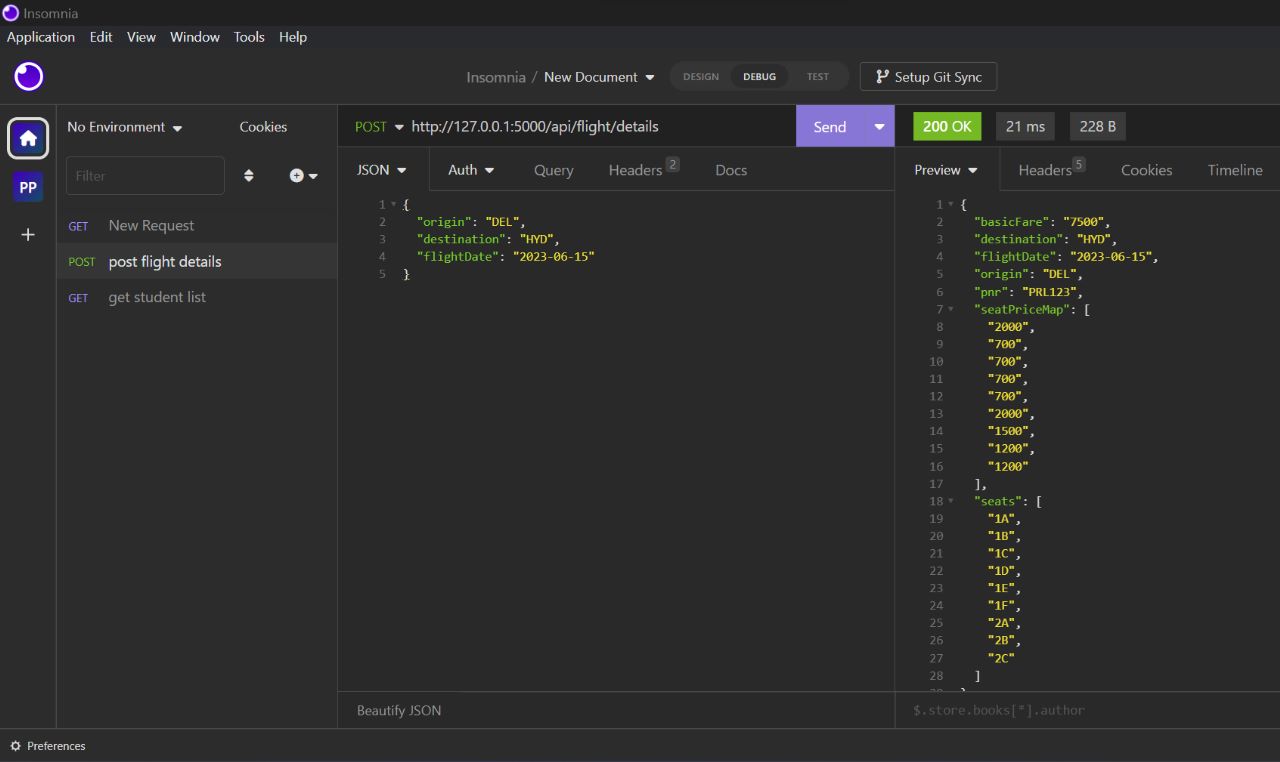 Insomnia
Application Edit View Window Tools Help
Insomnia / New Document DESIGN DEBUG TEST Setup Git Sync
No Environment Cookies
Filter
PP
GET New Request
POST post flight details
GET get student list
POST http://127.0.0.1:5000/api/flight/details Send
JSON Auth Query Headers 2 Docs
1 {
2 "origin": "DEL",
3 "destination": "HYD",
4 "flightDate": "2023-06-15"
5 }
Beautify JSON
200 OK 21 ms 228 B
Preview Headers 5 Cookies Timeline
1 {
2 "basicFare": "7500",
3 "destination": "HYD",
4 "flightDate": "2023-06-15",
5 "origin": "DEL",
6 "pnr": "PRL123",
7 "seatPriceMap": [
8 "2000",
9 "700",
10 "700",
11 "700",
12 "700",
13 "2000",
14 "1500",
15 "1200",
16 "1200"
17 ],
18 "seats": [
19 "1A",
20 "1B",
21 "1C",
22 "1D",
23 "1E",
24 "1F",
25 "2A",
26 "2B",
27 "2C"
28 ]
$.store.books[*].author
Preferences